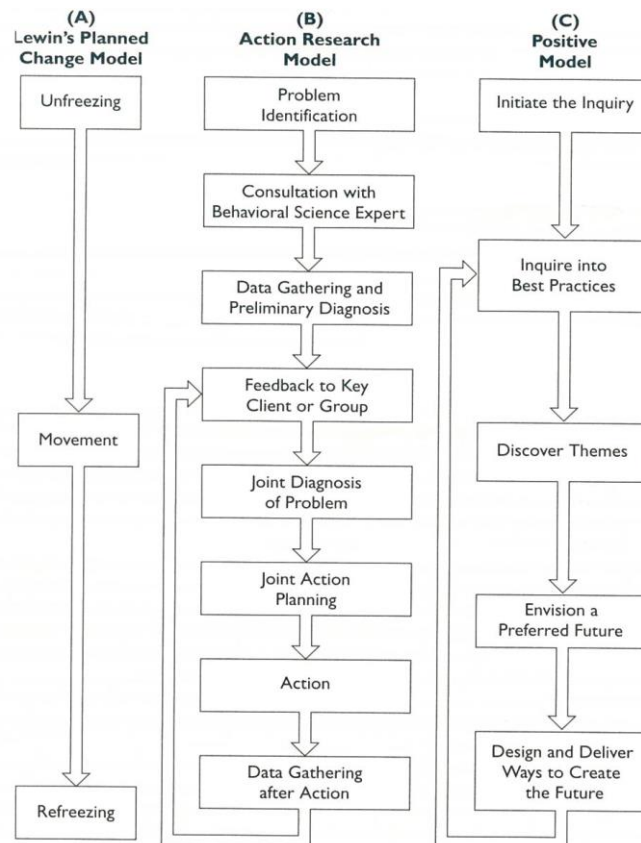 (A)
Lewin's Planned
Change Model
Unfreezing
Movement
Refreezing
(B)
Action Research
Model
Problem
Identification
Consultation with
Behavioral Science Expert
Data Gathering and
Preliminary Diagnosis
Feedback to Key
Client or Group
Joint Diagnosis
of Problem
Joint Action
Planning
Action
Data Gathering
after Action
(C)
Positive
Model
Initiate the Inquiry
Inquire into
Best Practices
Discover Themes
Envision a
Preferred Future
Design and Deliver
Ways to Create
the Future